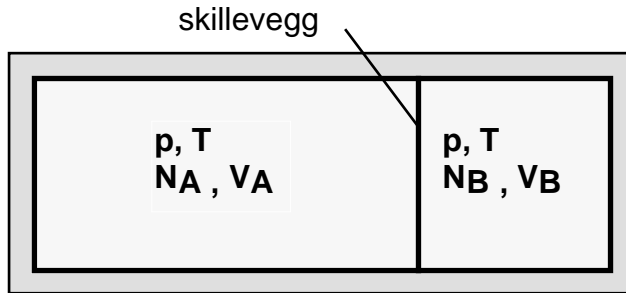 skillevegg
p, T
NA , VA
p, T
NB , VB